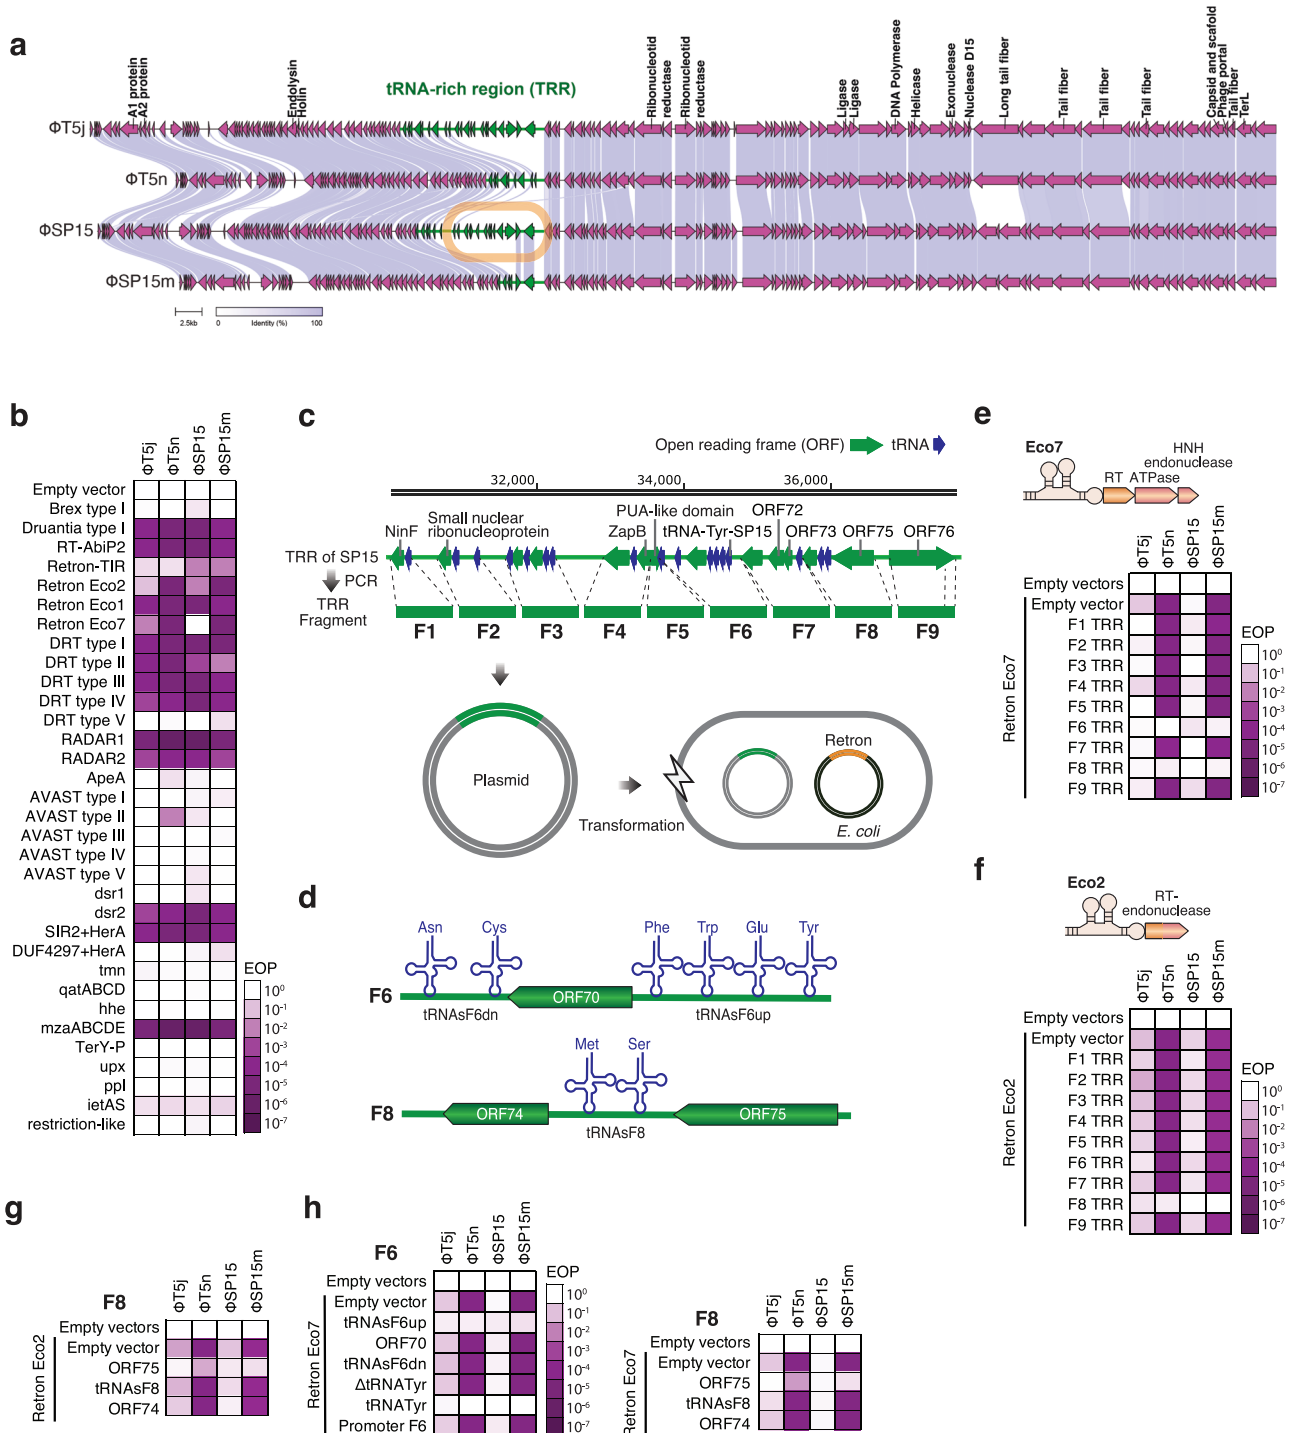 a
A1 protein
A2 protein
Endolysin
Holin
tRNA-rich region (TRR)
Ribonucleotid
reductase
Ribonucleotid
reductase
Ligase
Ligase
DNA Polymerase
Helicase
Exonuclease
Nuclease D15
Long tail fiber
Tail fiber
Tail fiber
Tail fiber
Capsid and scafold
Phage portal
Tail fiber
TerL
ΦT5j
ΦT5n
ΦSP15
ΦSP15m
2.5kb
0 Identity (%) 100
b
ΦT5j
ΦT5n
ΦSP15
ΦSP15m
Empty vector
Brex type I
Druantia type I
RT-AbiP2
Retron-TIR
Retron Eco2
Retron Eco1
Retron Eco7
DRT type I
DRT type II
DRT type III
DRT type IV
DRT type V
RADAR1
RADAR2
ApeA
AVAST type I
AVAST type II
AVAST type III
AVAST type IV
AVAST type V
dsr1
dsr2
SIR2+HerA
DUF4297+HerA
tmn
qatABCD
hhe
mzaABCDE
TerY-P
upx
ppl
ietAS
restriction-like
EOP
10⁰
10⁻¹
10⁻²
10⁻³
10⁻⁴
10⁻⁵
10⁻⁶
10⁻⁷
c
Open reading frame (ORF) tRNA
32,000 34,000 36,000
PUA-like domain ORF72
NinF Small nuclear
ribonucleoprotein ZapB tRNA-Tyr-SP15 ORF73 ORF75 ORF76
TRR of SP15
PCR
TRR
Fragment
F1 F2 F3 F4 F5 F6 F7 F8 F9
Plasmid
Transformation
Retron
E. coli
d
Asn Cys Phe Trp Glu Tyr
F6 ORF70
tRNAsF6dn tRNAsF6up
Met Ser
F8 ORF74 ORF75
tRNAsF8
e
Eco7
HNH
endonuclease
RT ATPase
ΦT5j
ΦT5n
ΦSP15
ΦSP15m
Empty vectors
Retron Eco7
Empty vector
F1 TRR
F2 TRR
F3 TRR
F4 TRR
F5 TRR
F6 TRR
F7 TRR
F8 TRR
F9 TRR
EOP
10⁰
10⁻¹
10⁻²
10⁻³
10⁻⁴
10⁻⁵
10⁻⁶
10⁻⁷
f
Eco2
RT-
endonuclease
ΦT5j
ΦT5n
ΦSP15
ΦSP15m
Empty vectors
Retron Eco2
Empty vector
F1 TRR
F2 TRR
F3 TRR
F4 TRR
F5 TRR
F6 TRR
F7 TRR
F8 TRR
F9 TRR
EOP
10⁰
10⁻¹
10⁻²
10⁻³
10⁻⁴
10⁻⁵
10⁻⁶
10⁻⁷
g
F8
ΦT5j
ΦT5n
ΦSP15
ΦSP15m
Empty vectors
Retron Eco2
Empty vector
ORF75
tRNAsF8
ORF74
h
F6
ΦT5j
ΦT5n
ΦSP15
ΦSP15m
Empty vectors
Retron Eco7
Empty vector
tRNAsF6up
ORF70
tRNAsF6dn
ΔtRNATyr
tRNATyr
Promoter F6
EOP
10⁰
10⁻¹
10⁻²
10⁻³
10⁻⁴
10⁻⁵
10⁻⁶
10⁻⁷
F8
ΦT5j
ΦT5n
ΦSP15
ΦSP15m
Empty vectors
Retron Eco7
Empty vector
ORF75
tRNAsF8
ORF74